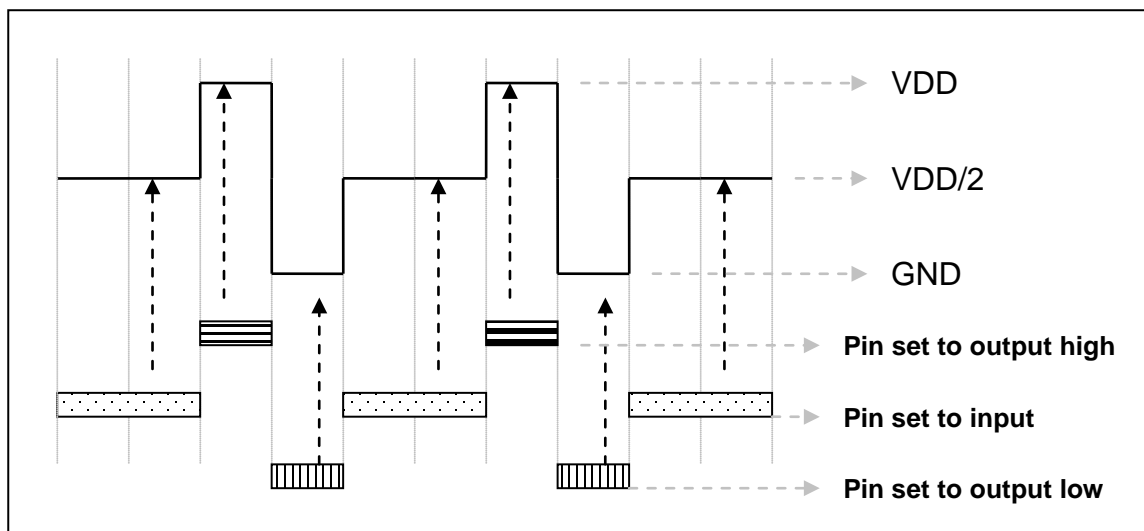 VDD
VDD/2
GND
Pin set to output high
Pin set to input
Pin set to output low